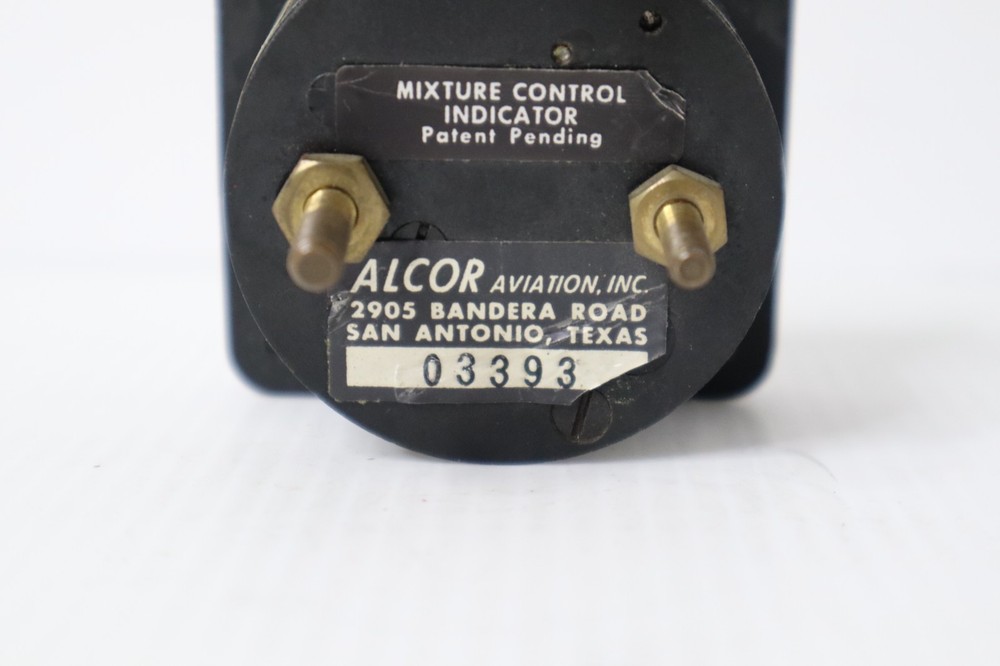 MIXTURE CONTROL
INDICATOR
Patent Pending
ALCOR AVIATION, INC.
2905 BANDERA ROAD
SAN ANTONIO, TEXAS
03393